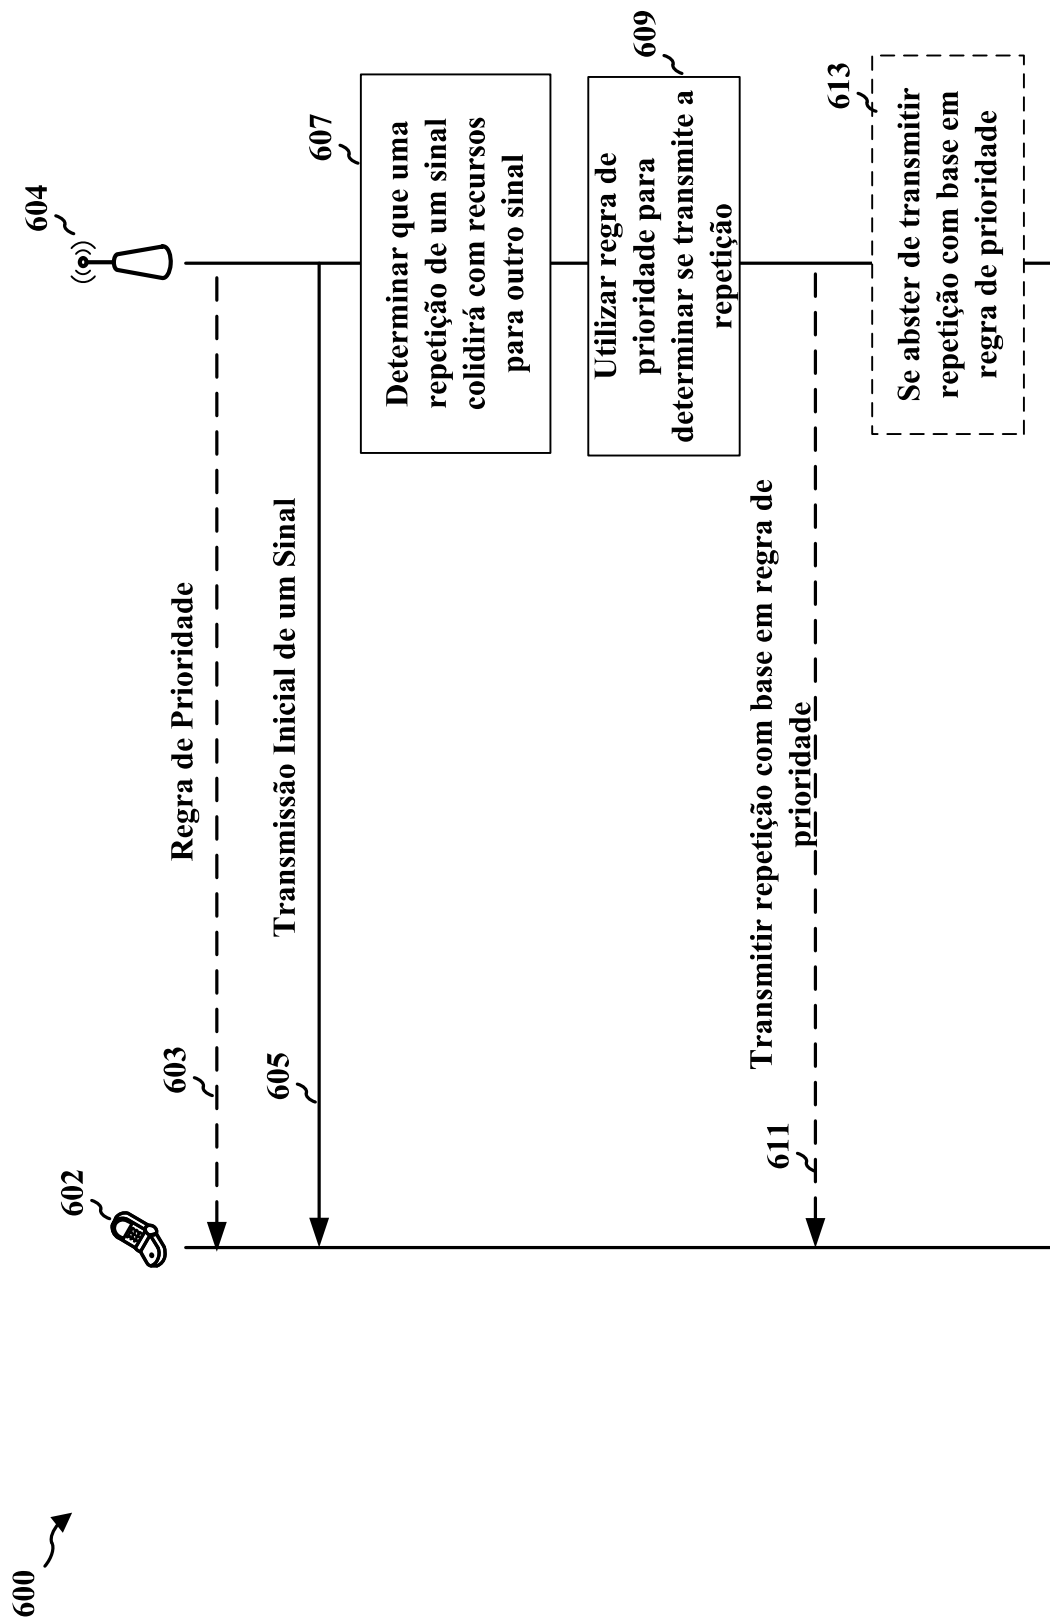 600
602
604
603
Regra de Prioridade
605
Transmissão Inicial de um Sinal
607
Determinar que uma
repetição de um sinal
colidirá com recursos
para outro sinal
609
Utilizar regra de
prioridade para
determinar se transmite a
repetição
611
Transmitir repetição com base em regra de
prioridade
613
Se abster de transmitir
repetição com base em
regra de prioridade